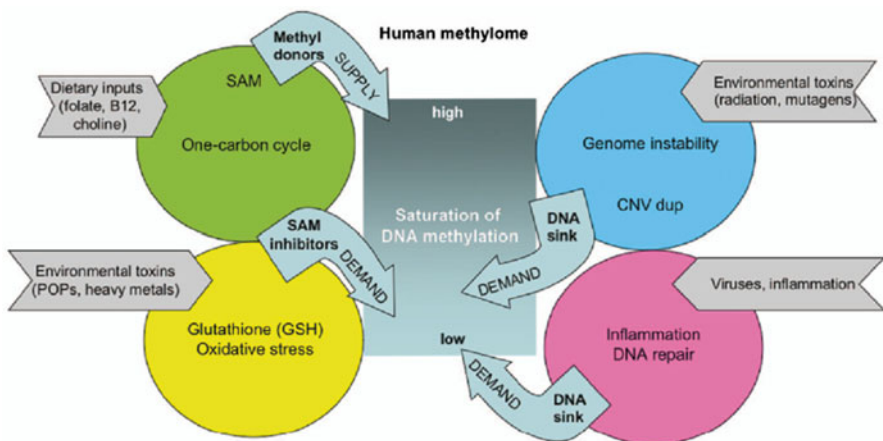 Human methylome
Methyl
donors
SUPPLY
Dietary inputs
(folate, B12,
choline)
SAM
One-carbon cycle
high
Saturation of
DNA methylation
low
Environmental toxins
(radiation, mutagens)
Genome instability
CNV dup
DNA
sink
DEMAND
SAM
inhibitors
DEMAND
Environmental toxins
(POPs, heavy metals)
Glutathione (GSH)
Oxidative stress
Viruses, inflammation
Inflammation
DNA repair
DNA
sink
DEMAND